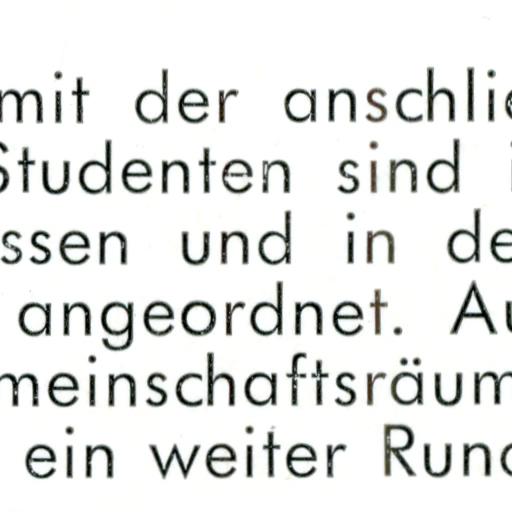 mit der anschlie
Studenten sind i
ssen und in de
angeordnet. Au
meinschaftsräum
ein weiter Rund